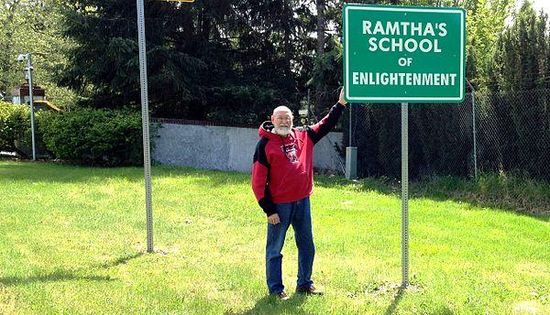 RAMTHA'S
SCHOOL
OF
ENLIGHTENMENT